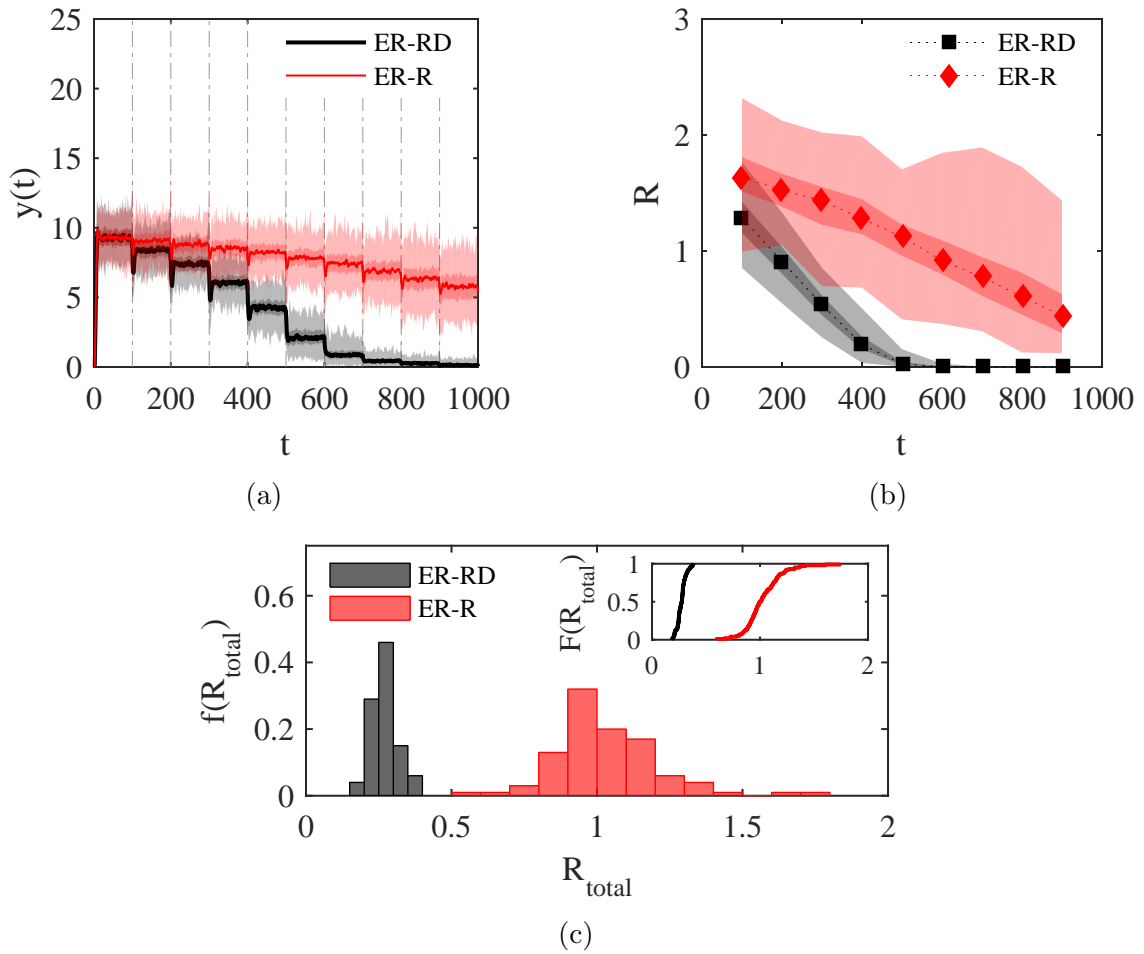 25
20
15
10
5
0
y(t)
ER-RD
ER-R
0 200 400 600 800 1000
t
(a)
3
2
1
0
R
ER-RD
ER-R
0 200 400 600 800 1000
t
(b)
0.6
0.4
0.2
0
f(R_total)
ER-RD
ER-R
1
0.5
0
F(R_total)
0 1 2
0 0.5 1 1.5 2
R_total
(c)